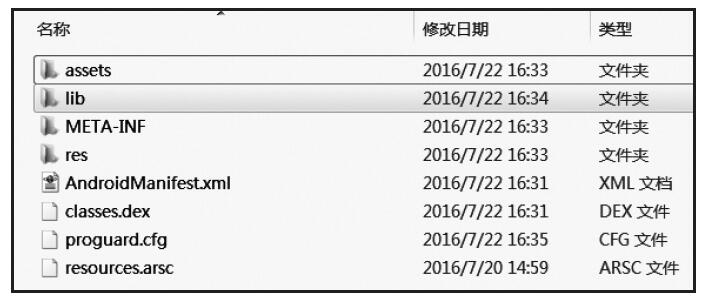 名称 修改日期 类型
assets 2016/7/22 16:33 文件夹
lib 2016/7/22 16:34 文件夹
META-INF 2016/7/22 16:33 文件夹
res 2016/7/22 16:33 文件夹
AndroidManifest.xml 2016/7/22 16:31 XML 文档
classes.dex 2016/7/22 16:31 DEX 文件
proguard.cfg 2016/7/22 16:35 CFG 文件
resources.arsc 2016/7/20 14:59 ARSC 文件